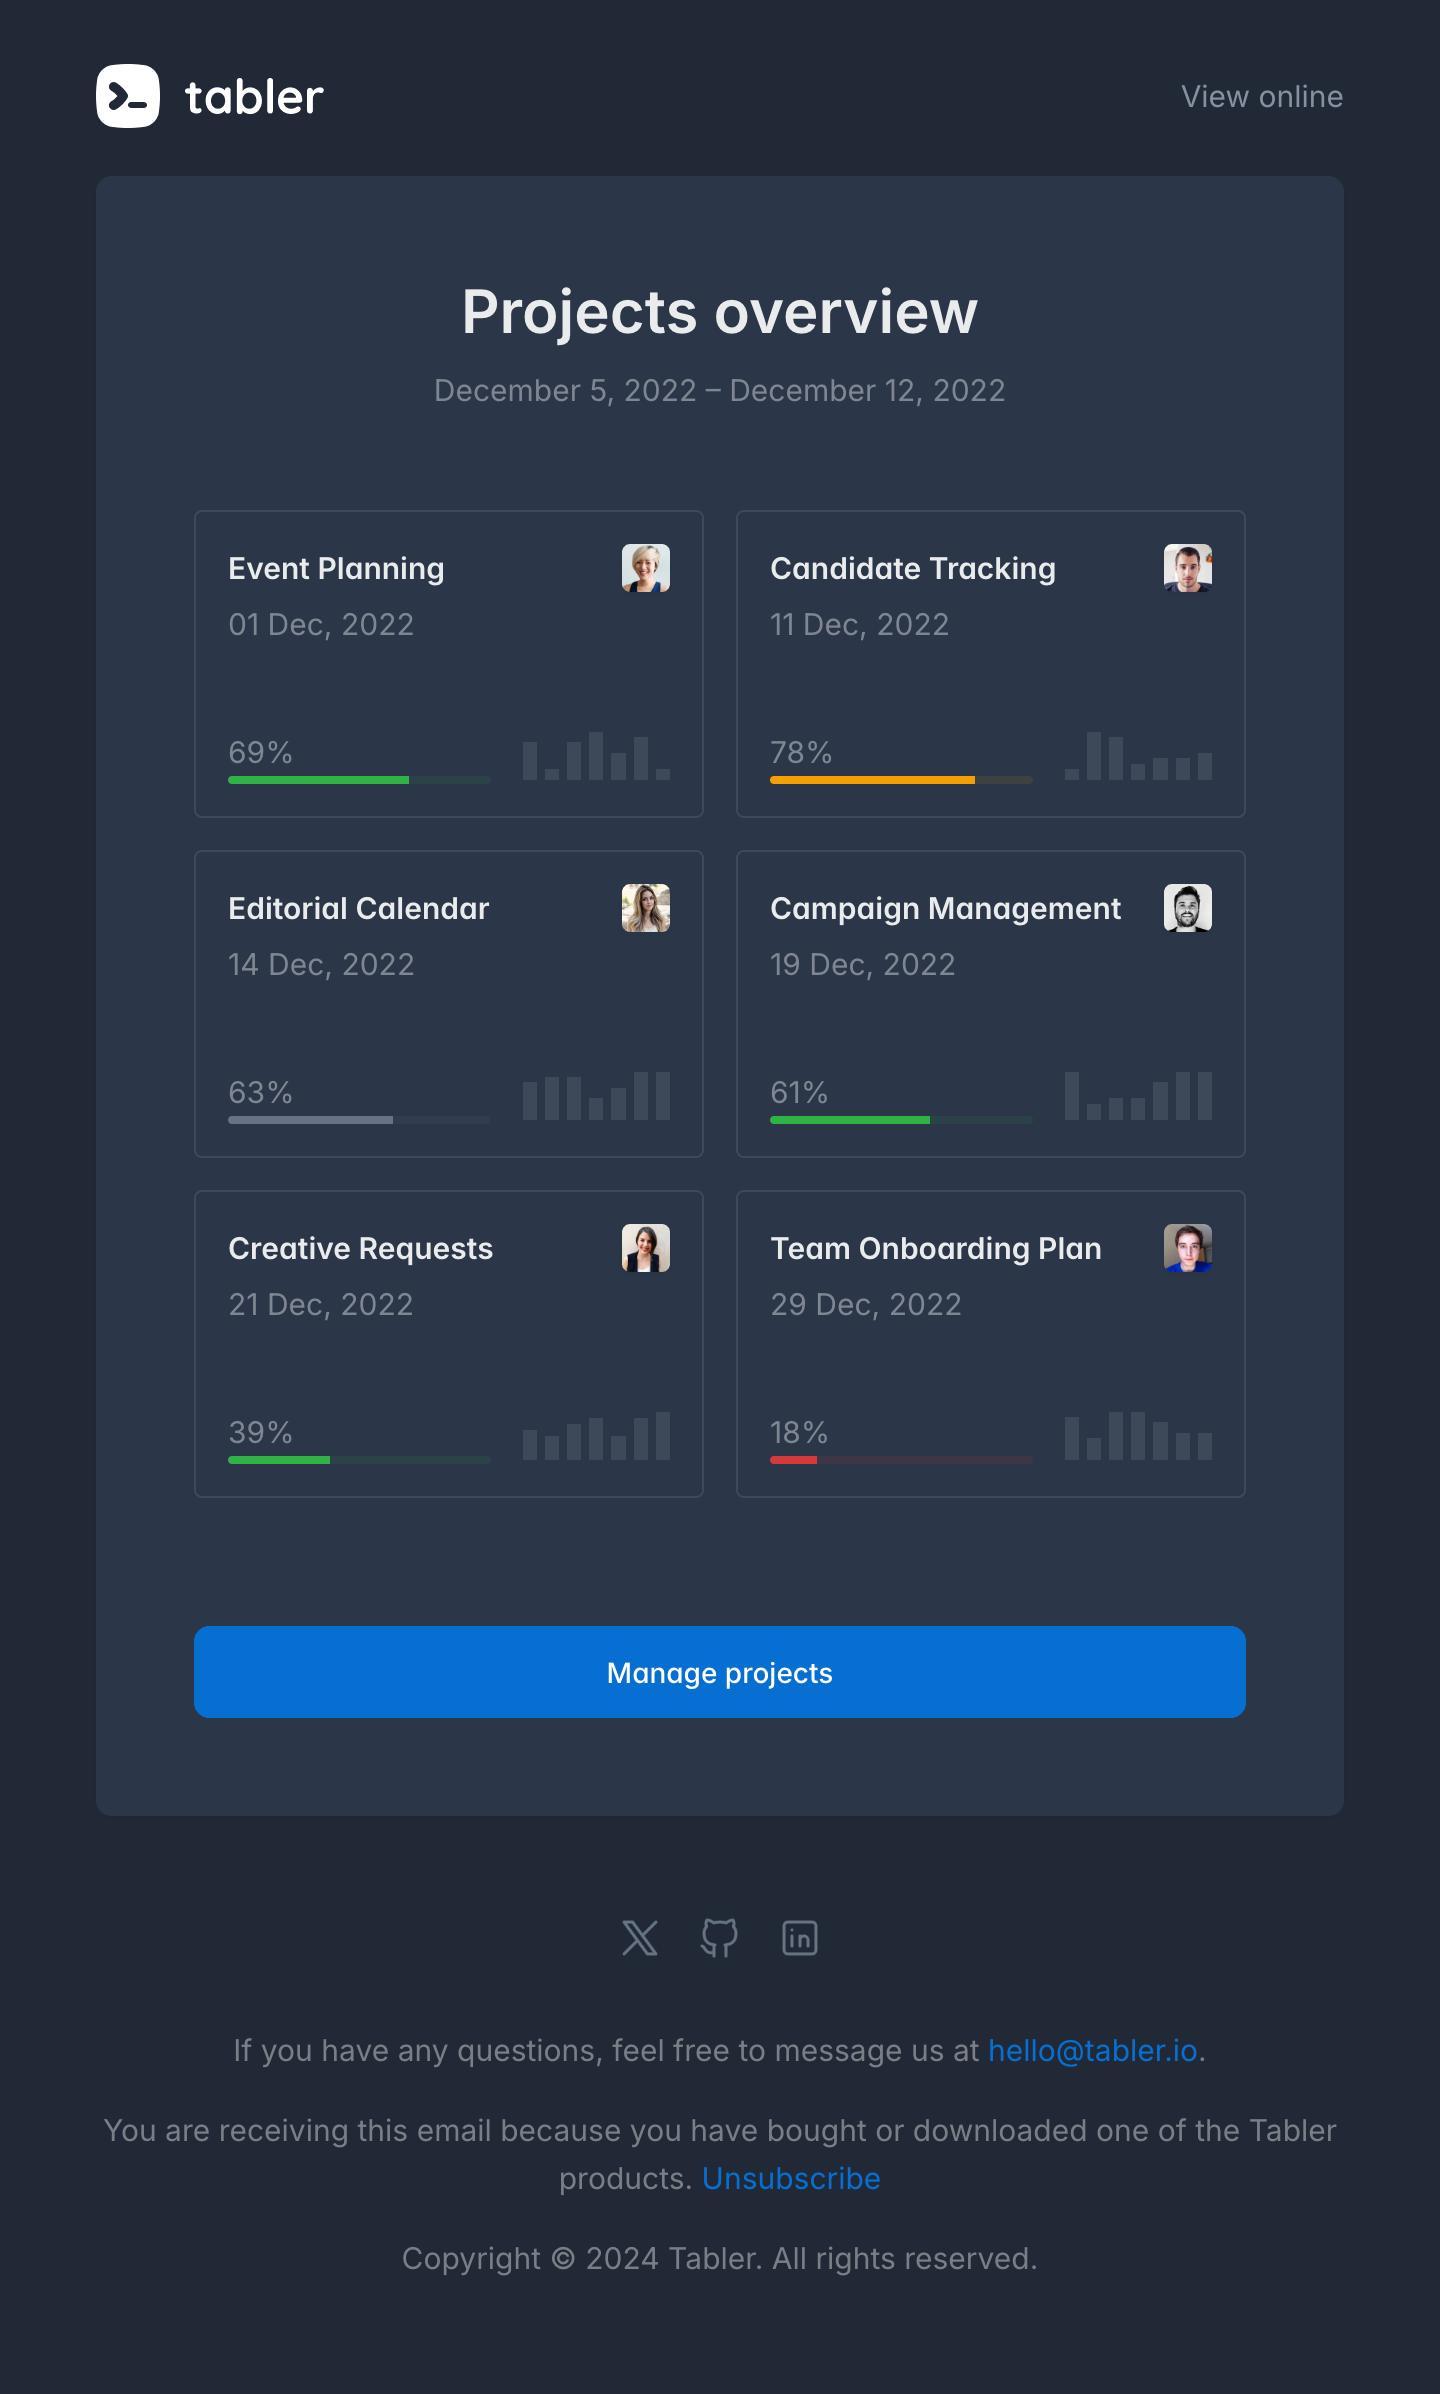 tabler
View online
Projects overview
December 5, 2022 – December 12, 2022
Event Planning
01 Dec, 2022
69%
Candidate Tracking
11 Dec, 2022
78%
Editorial Calendar
14 Dec, 2022
63%
Campaign Management
19 Dec, 2022
61%
Creative Requests
21 Dec, 2022
39%
Team Onboarding Plan
29 Dec, 2022
18%
Manage projects
If you have any questions, feel free to message us at hello@tabler.io.
You are receiving this email because you have bought or downloaded one of the Tabler
products. Unsubscribe
Copyright © 2024 Tabler. All rights reserved.